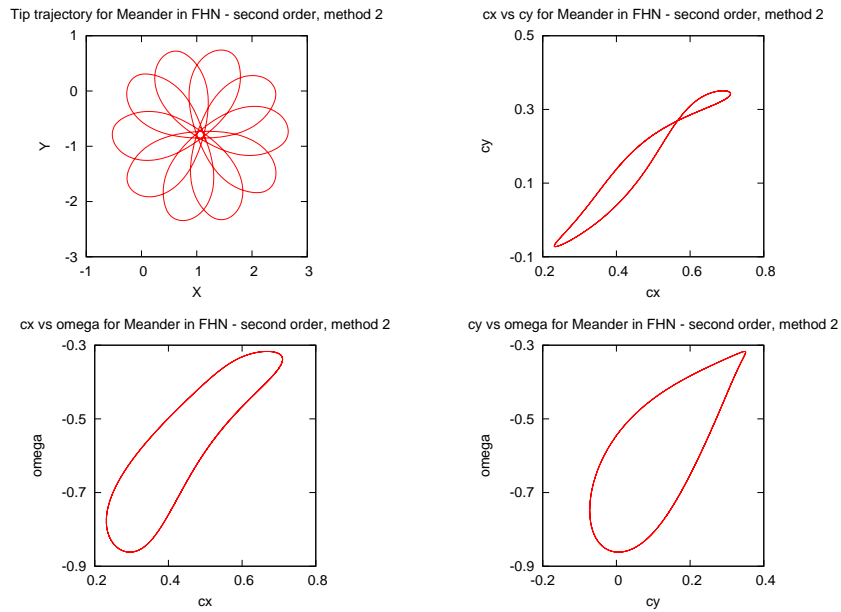 Tip trajectory for Meander in FHN - second order, method 2
1
0
-1
-2
-3
Y
-1
0
1
2
3
X
cx vs cy for Meander in FHN - second order, method 2
0.5
0.3
0.1
-0.1
cy
0.2
0.4
0.6
0.8
cx
cx vs omega for Meander in FHN - second order, method 2
-0.3
-0.5
-0.7
-0.9
omega
0.2
0.4
0.6
0.8
cx
cy vs omega for Meander in FHN - second order, method 2
-0.3
-0.5
-0.7
-0.9
omega
-0.2
0
0.2
0.4
cy